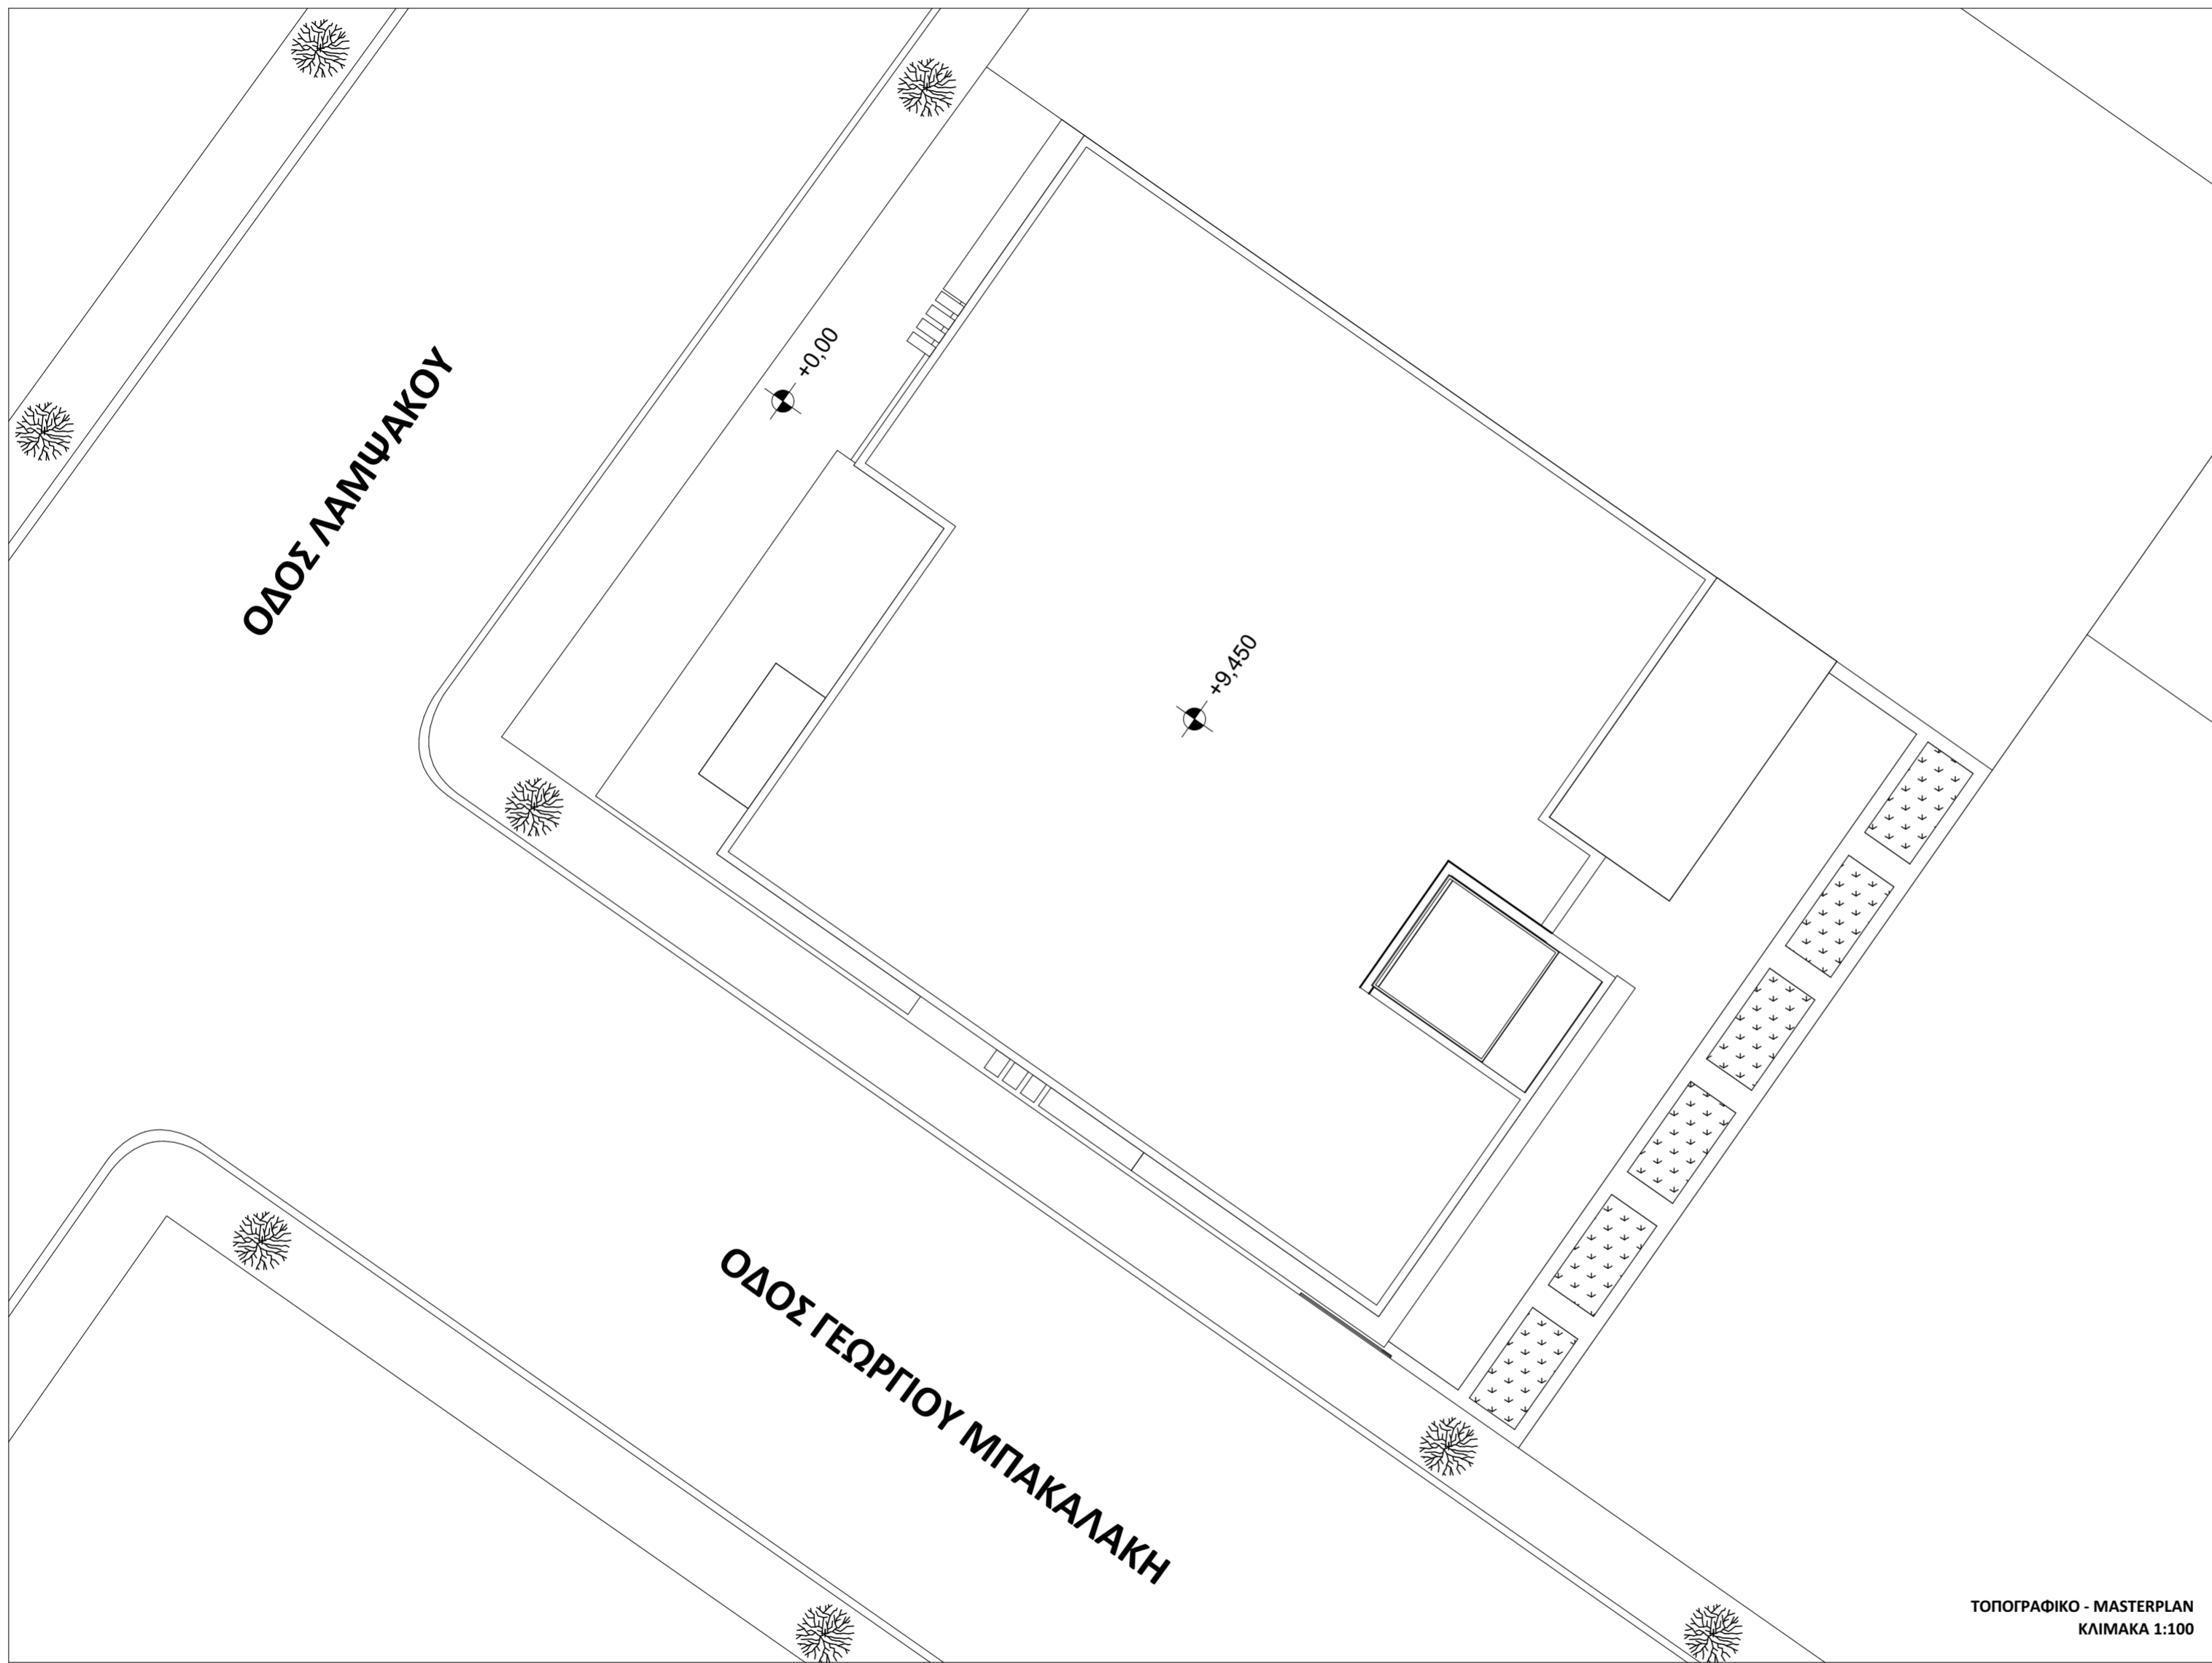 +0,00
ΟΔΟΣ ΛΑΜΨΑΚΟΥ
+9,450
ΟΔΟΣ ΓΕΩΡΓΙΟΥ ΜΠΑΚΑΛΑΚΗ
ΤΟΠΟΓΡΑΦΙΚΟ - MASTERPLAN
ΚΛΙΜΑΚΑ 1:100